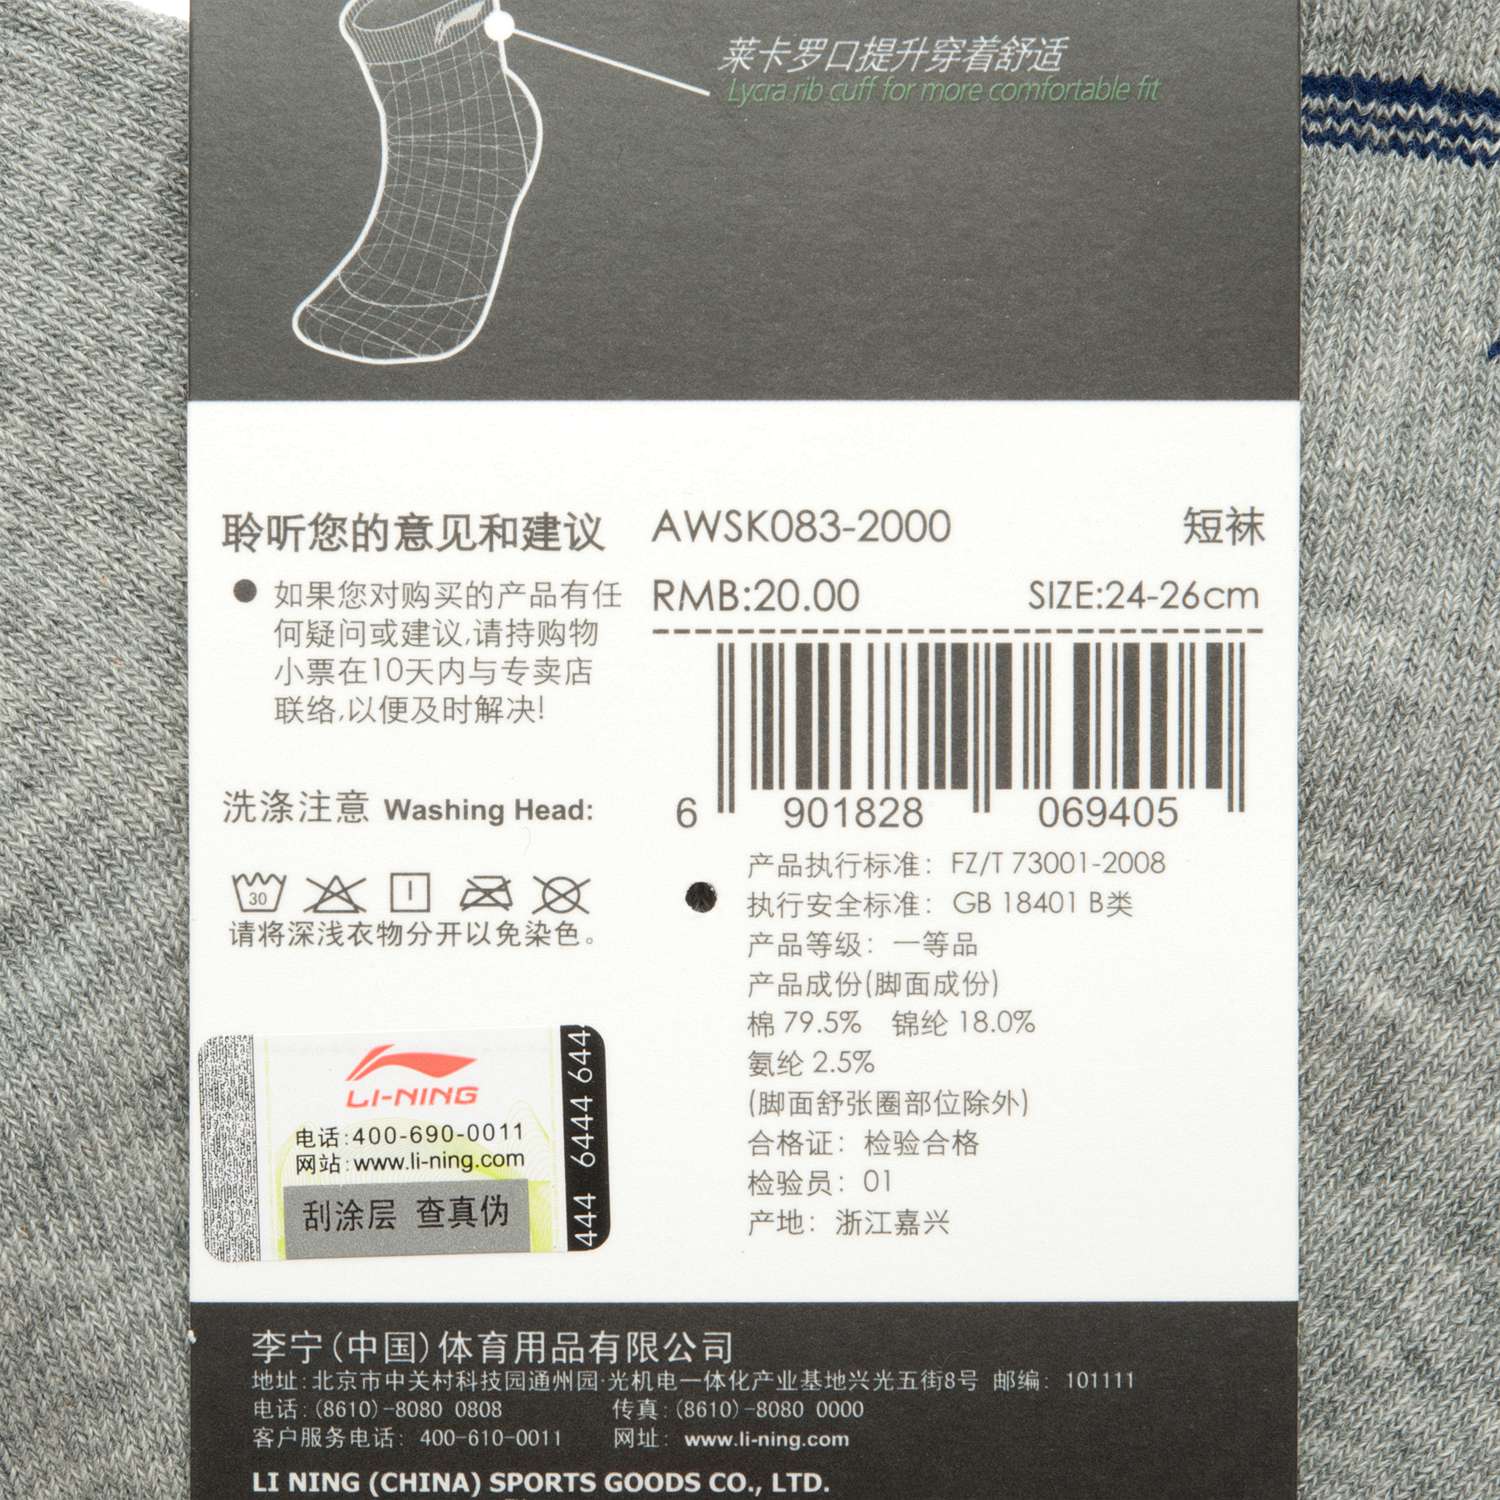 莱卡罗口提升穿着舒适
Lycra rib cuff for more comfortable fit
聆听您的意见和建议
● 如果您对购买的产品有任
何疑问或建议,请持购物
小票在10天内与专卖店
联络,以便及时解决!
洗涤注意 Washing Head:
30
请将深浅衣物分开以免染色。
AWSK083-2000 短袜
RMB:20.00 SIZE:24-26cm
6 901828 069405
产品执行标准：FZ/T 73001-2008
执行安全标准：GB 18401 B类
产品等级：一等品
产品成份(脚面成份)
棉 79.5% 锦纶 18.0%
氨纶 2.5%
(脚面舒张圈部位除外)
合格证：检验合格
检验员：01
产地：浙江嘉兴
LI-NING
电话:400-690-0011
网站:www.li-ning.com
刮涂层 查真伪
444 6444 644
李宁(中国)体育用品有限公司
地址:北京市中关村科技园通州园·光机电一体化产业基地兴光五街8号 邮编: 101111
电话:(8610)-8080 0808 传真:(8610)-8080 0000
客户服务电话: 400-610-0011 网址: www.li-ning.com
LI NING (CHINA) SPORTS GOODS CO., LTD.